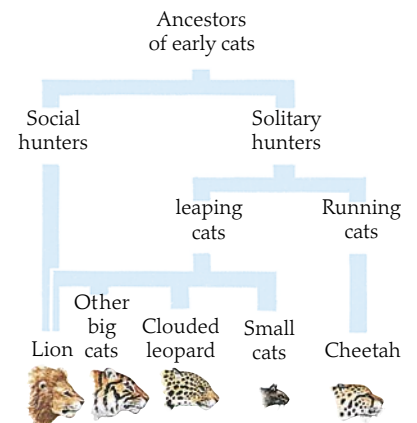 Ancestors
of early cats
Social
hunters
Solitary
hunters
leaping
cats
Running
cats
Lion
Other
big
cats
Clouded
leopard
Small
cats
Cheetah